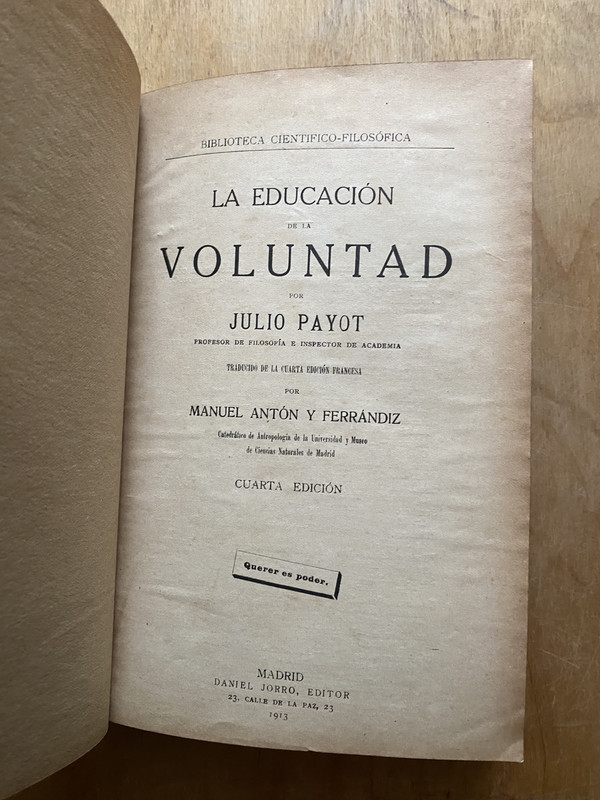 BIBLIOTECA CIENTIFICO-FILOSÓFICA
LA EDUCACIÓN
DE LA
VOLUNTAD
POR
JULIO PAYOT
PROFESOR DE FILOSOFÍA E INSPECTOR DE ACADEMIA
TRADUCIDO DE LA CUARTA EDICIÓN FRANCESA
POR
MANUEL ANTÓN Y FERRÁNDIZ
Catedrático de Antropología de la Universidad y Museo
de Ciencias Naturales de Madrid
CUARTA EDICIÓN
Querer es poder.
MADRID
DANIEL JORRO, EDITOR
23, CALLE DE LA PAZ, 23
1913